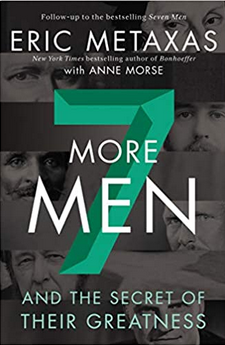 Follow-up to the bestselling Seven Men
ERIC METAXAS
New York Times bestselling author of Bonhoeffer
with ANNE MORSE
7
MORE
MEN
AND THE SECRET OF
THEIR GREATNESS